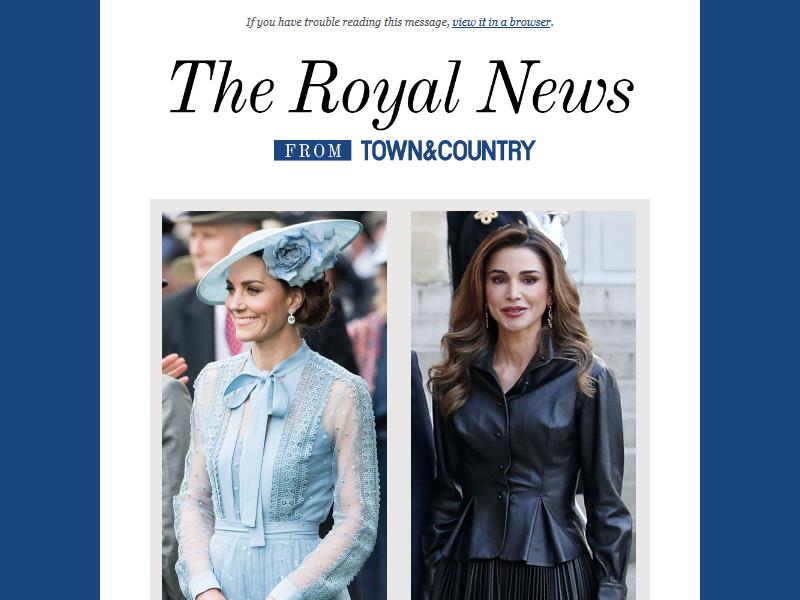 If you have trouble reading this message, view it in a browser.
The Royal News
FROM TOWN&COUNTRY